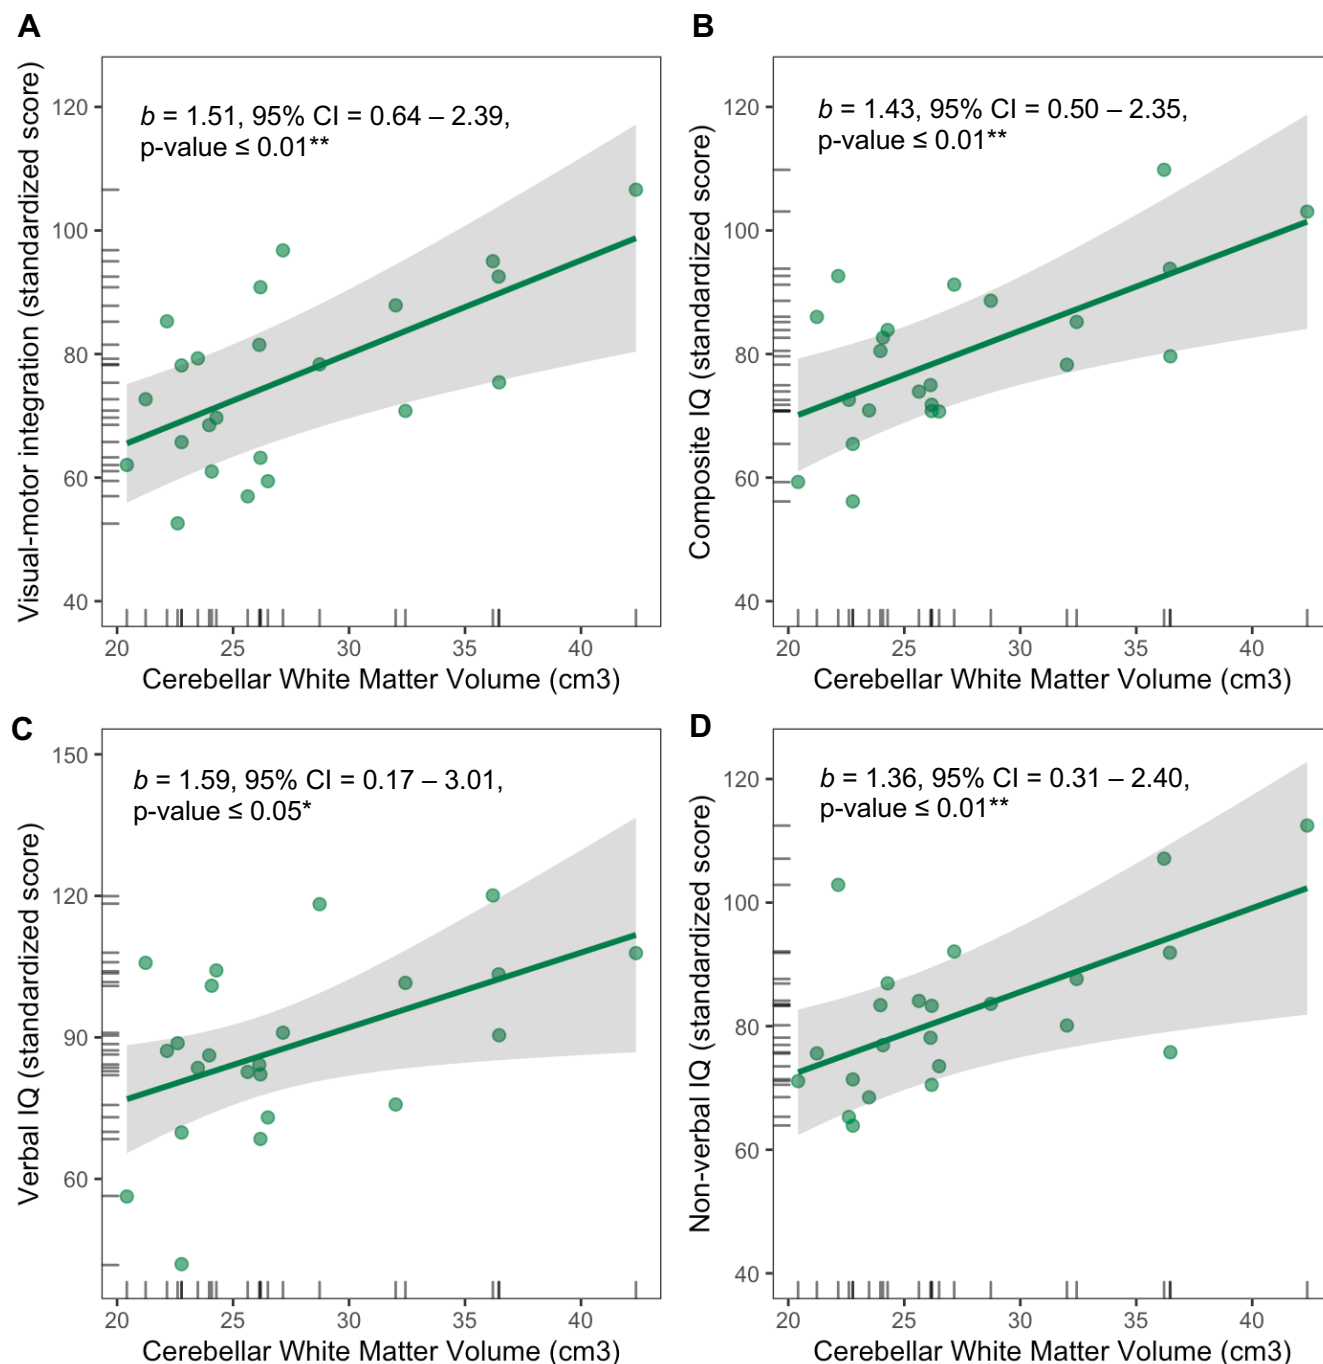 A
Visual-motor integration (standardized score)
b = 1.51, 95% CI = 0.64 – 2.39,
p-value ≤ 0.01**
120
100
80
60
40
20 25 30 35 40
Cerebellar White Matter Volume (cm3)
B
Composite IQ (standardized score)
b = 1.43, 95% CI = 0.50 – 2.35,
p-value ≤ 0.01**
120
100
80
60
40
20 25 30 35 40
Cerebellar White Matter Volume (cm3)
C
Verbal IQ (standardized score)
b = 1.59, 95% CI = 0.17 – 3.01,
p-value ≤ 0.05*
150
120
90
60
20 25 30 35 40
Cerebellar White Matter Volume (cm3)
D
Non-verbal IQ (standardized score)
b = 1.36, 95% CI = 0.31 – 2.40,
p-value ≤ 0.01**
120
100
80
60
40
20 25 30 35 40
Cerebellar White Matter Volume (cm3)